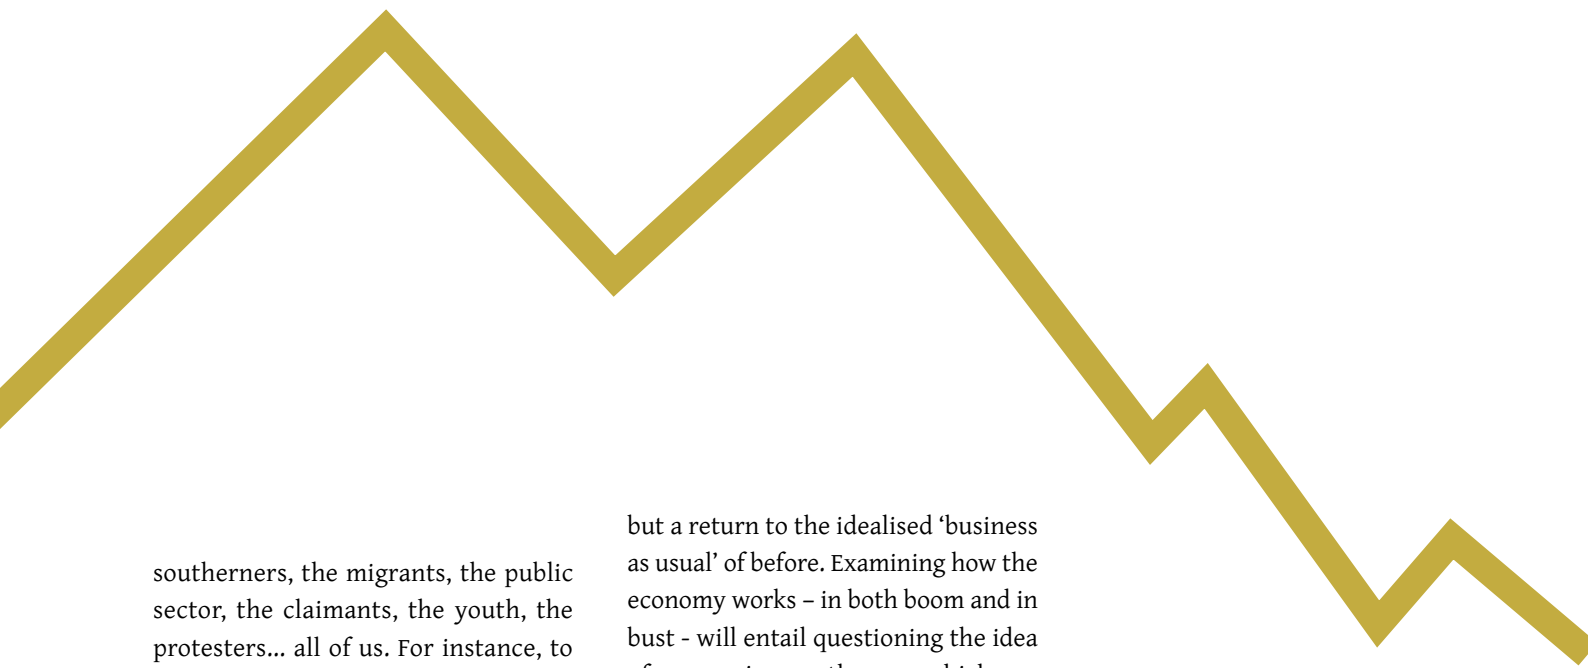 southerners, the migrants, the public
sector, the claimants, the youth, the
protesters... all of us. For instance, to
but a return to the idealised ‘business
as usual’ of before. Examining how the
economy works – in both boom and in
bust - will entail questioning the idea